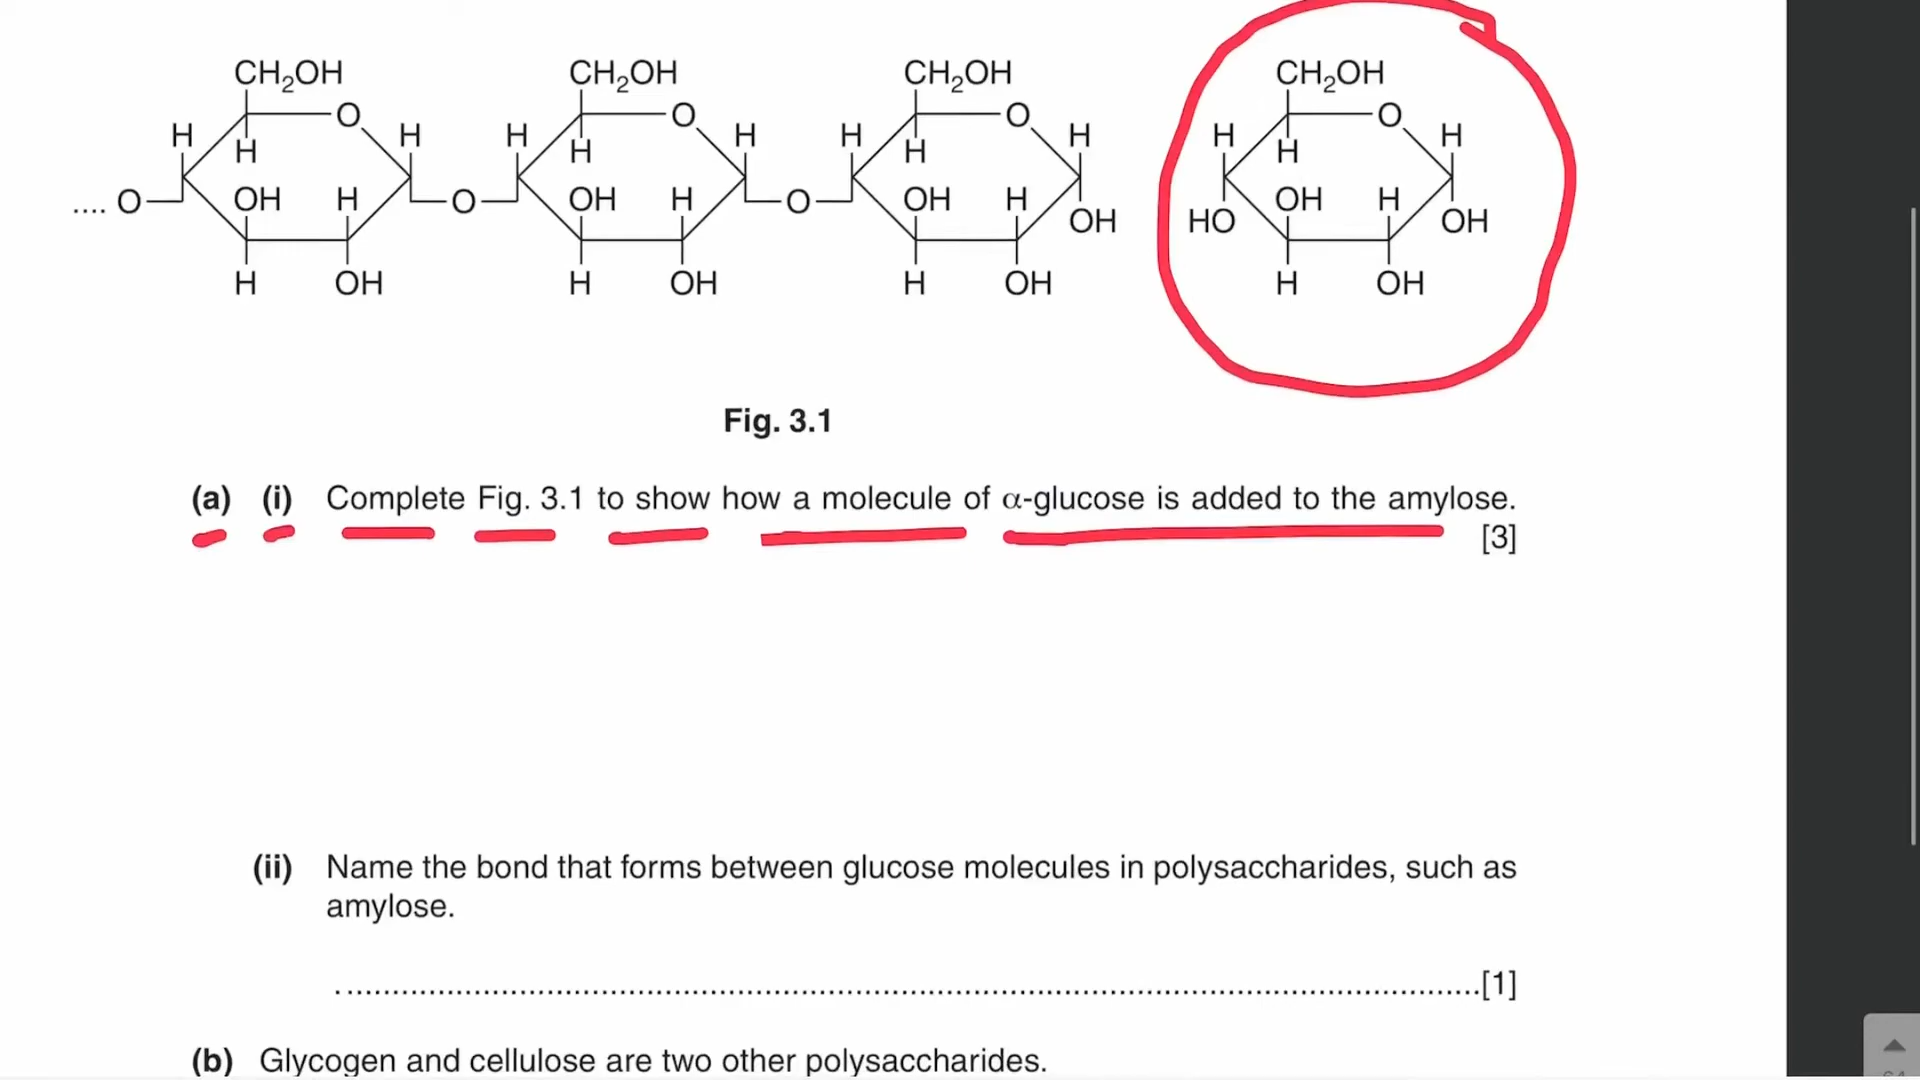 CH₂OH CH₂OH CH₂OH CH₂OH
O O O O
H H H H H H H H
H H H H
.... O OH H O OH H O OH H OH HO OH H OH
H OH H OH H OH H OH
Fig. 3.1
(a) (i) Complete Fig. 3.1 to show how a molecule of α-glucose is added to the amylose.
[3]
(ii) Name the bond that forms between glucose molecules in polysaccharides, such as
amylose.
....................................................................................................[1]
(b) Glycogen and cellulose are two other polysaccharides.